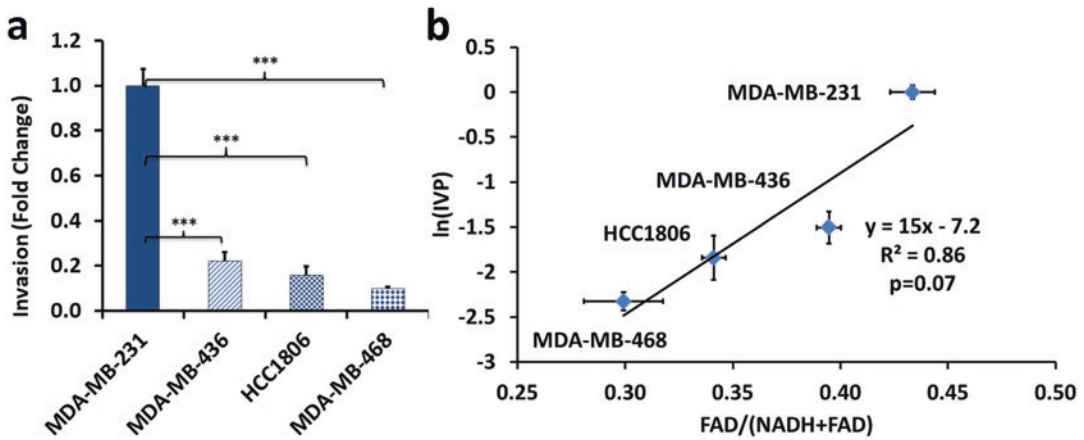 a
Invasion (Fold Change)
1.2
1.0
0.8
0.6
0.4
0.2
0.0
***
***
***
MDA-MB-231
MDA-MB-436
HCC1806
MDA-MB-468
b
ln(IVP)
0.5
0
-0.5
-1
-1.5
-2
-2.5
-3
MDA-MB-231
MDA-MB-436
HCC1806
MDA-MB-468
y = 15x - 7.2
R² = 0.86
p=0.07
0.25
0.30
0.35
0.40
0.45
0.50
FAD/(NADH+FAD)